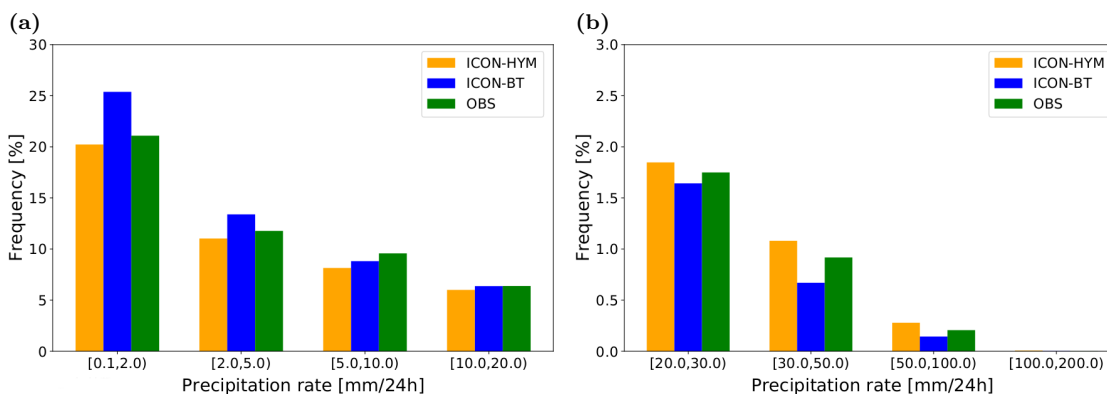 (a)
Frequency [%]
30
25
20
15
10
5
0
ICON-HYM
ICON-BT
OBS
[0.1,2.0)
[2.0,5.0)
[5.0,10.0)
[10.0,20.0)
Precipitation rate [mm/24h]
(b)
Frequency [%]
3.0
2.5
2.0
1.5
1.0
0.5
0.0
ICON-HYM
ICON-BT
OBS
[20.0,30.0)
[30.0,50.0)
[50.0,100.0)
[100.0,200.0)
Precipitation rate [mm/24h]